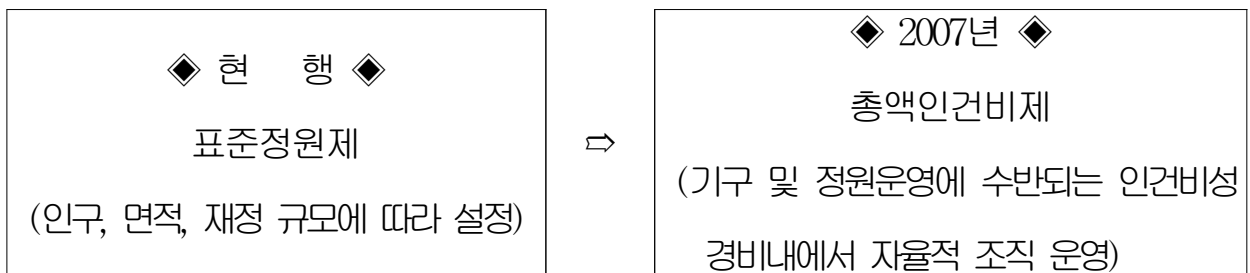 ◈ 현 행 ◈
표준정원제
(인구, 면적, 재정 규모에 따라 설정)
⇨
◈ 2007년 ◈
총액인건비제
(기구 및 정원운영에 수반되는 인건비성
경비내에서 자율적 조직 운영)